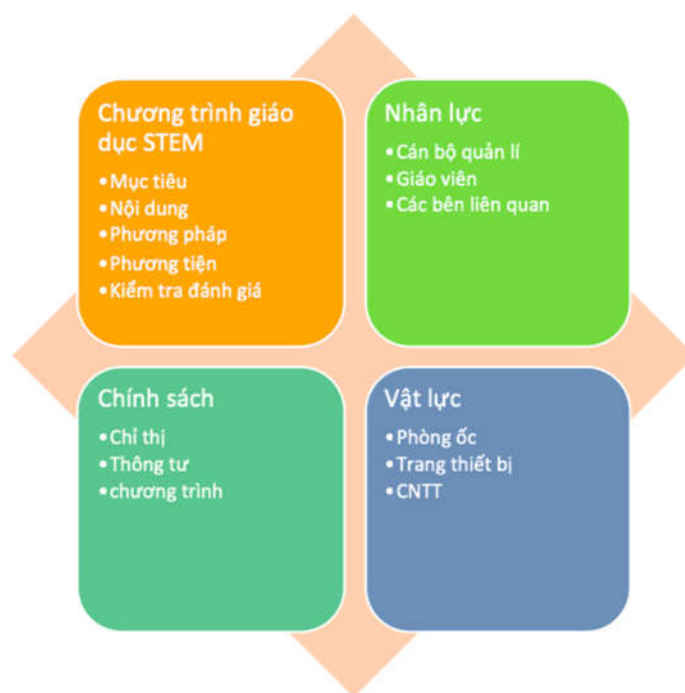 Chương trình giáo
dục STEM
•Mục tiêu
•Nội dung
•Phương pháp
•Phương tiện
•Kiểm tra đánh giá
Nhân lực
•Cán bộ quản lí
•Giáo viên
•Các bên liên quan
Chính sách
•Chỉ thị
•Thông tư
•chương trình
Vật lực
•Phòng ốc
•Trang thiết bị
•CNTT